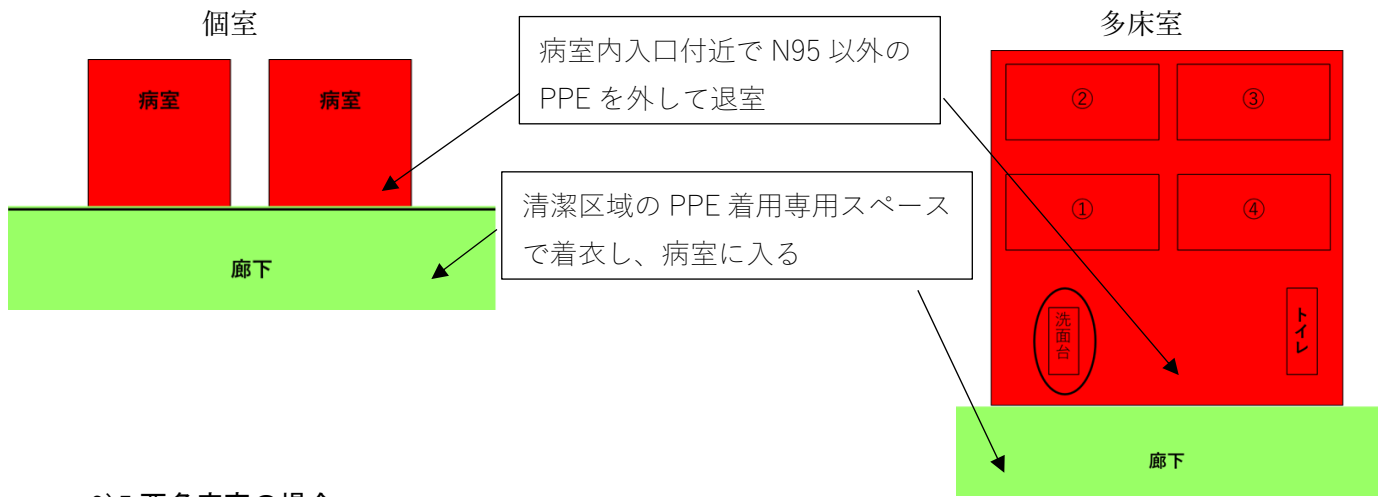 個室
多床室
病室内入口付近で N95 以外の
PPE を外して退室
病室
病室
②
③
清潔区域の PPE 着用専用スペース
で着衣し、病室に入る
①
④
廊下
洗面台
トイレ
廊下